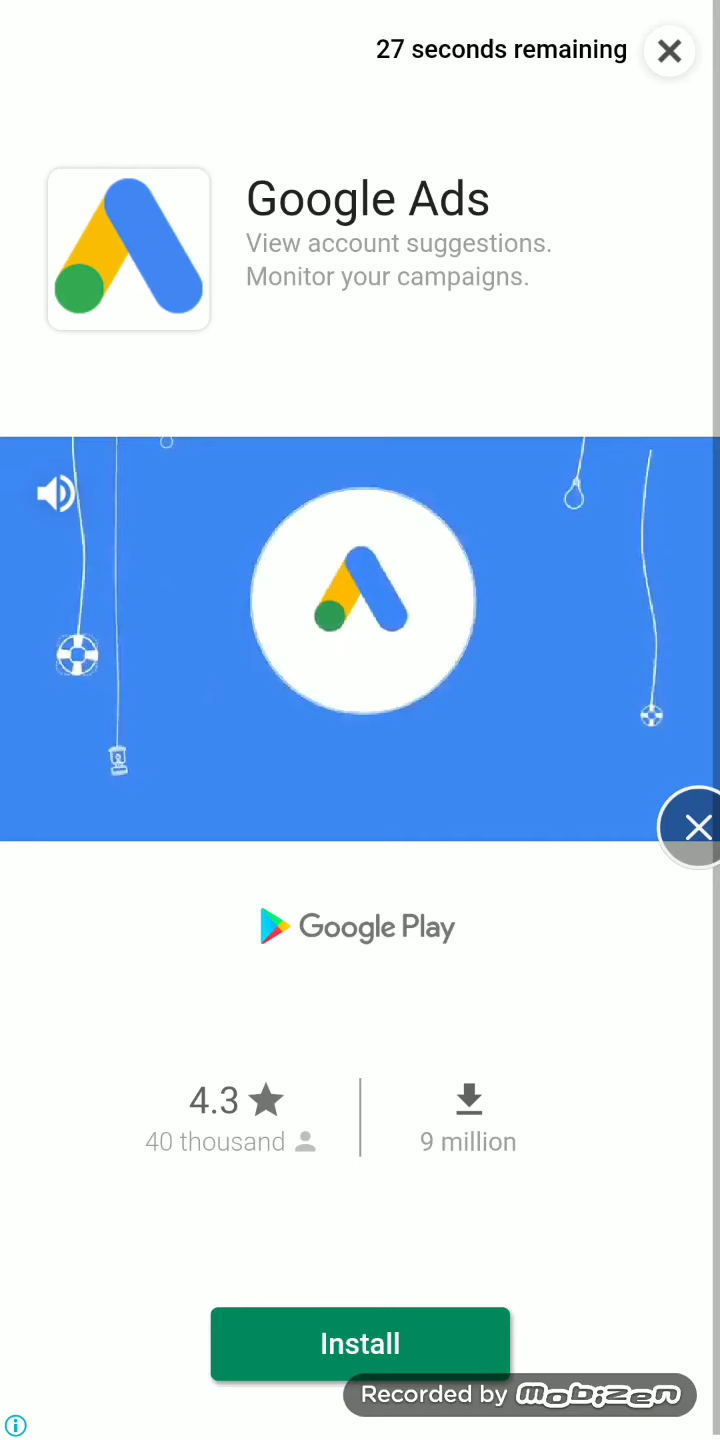 27 seconds remaining
Google Ads
View account suggestions.
Monitor your campaigns.
Google Play
4.3
40 thousand
9 million
Install
Recorded by mobizen